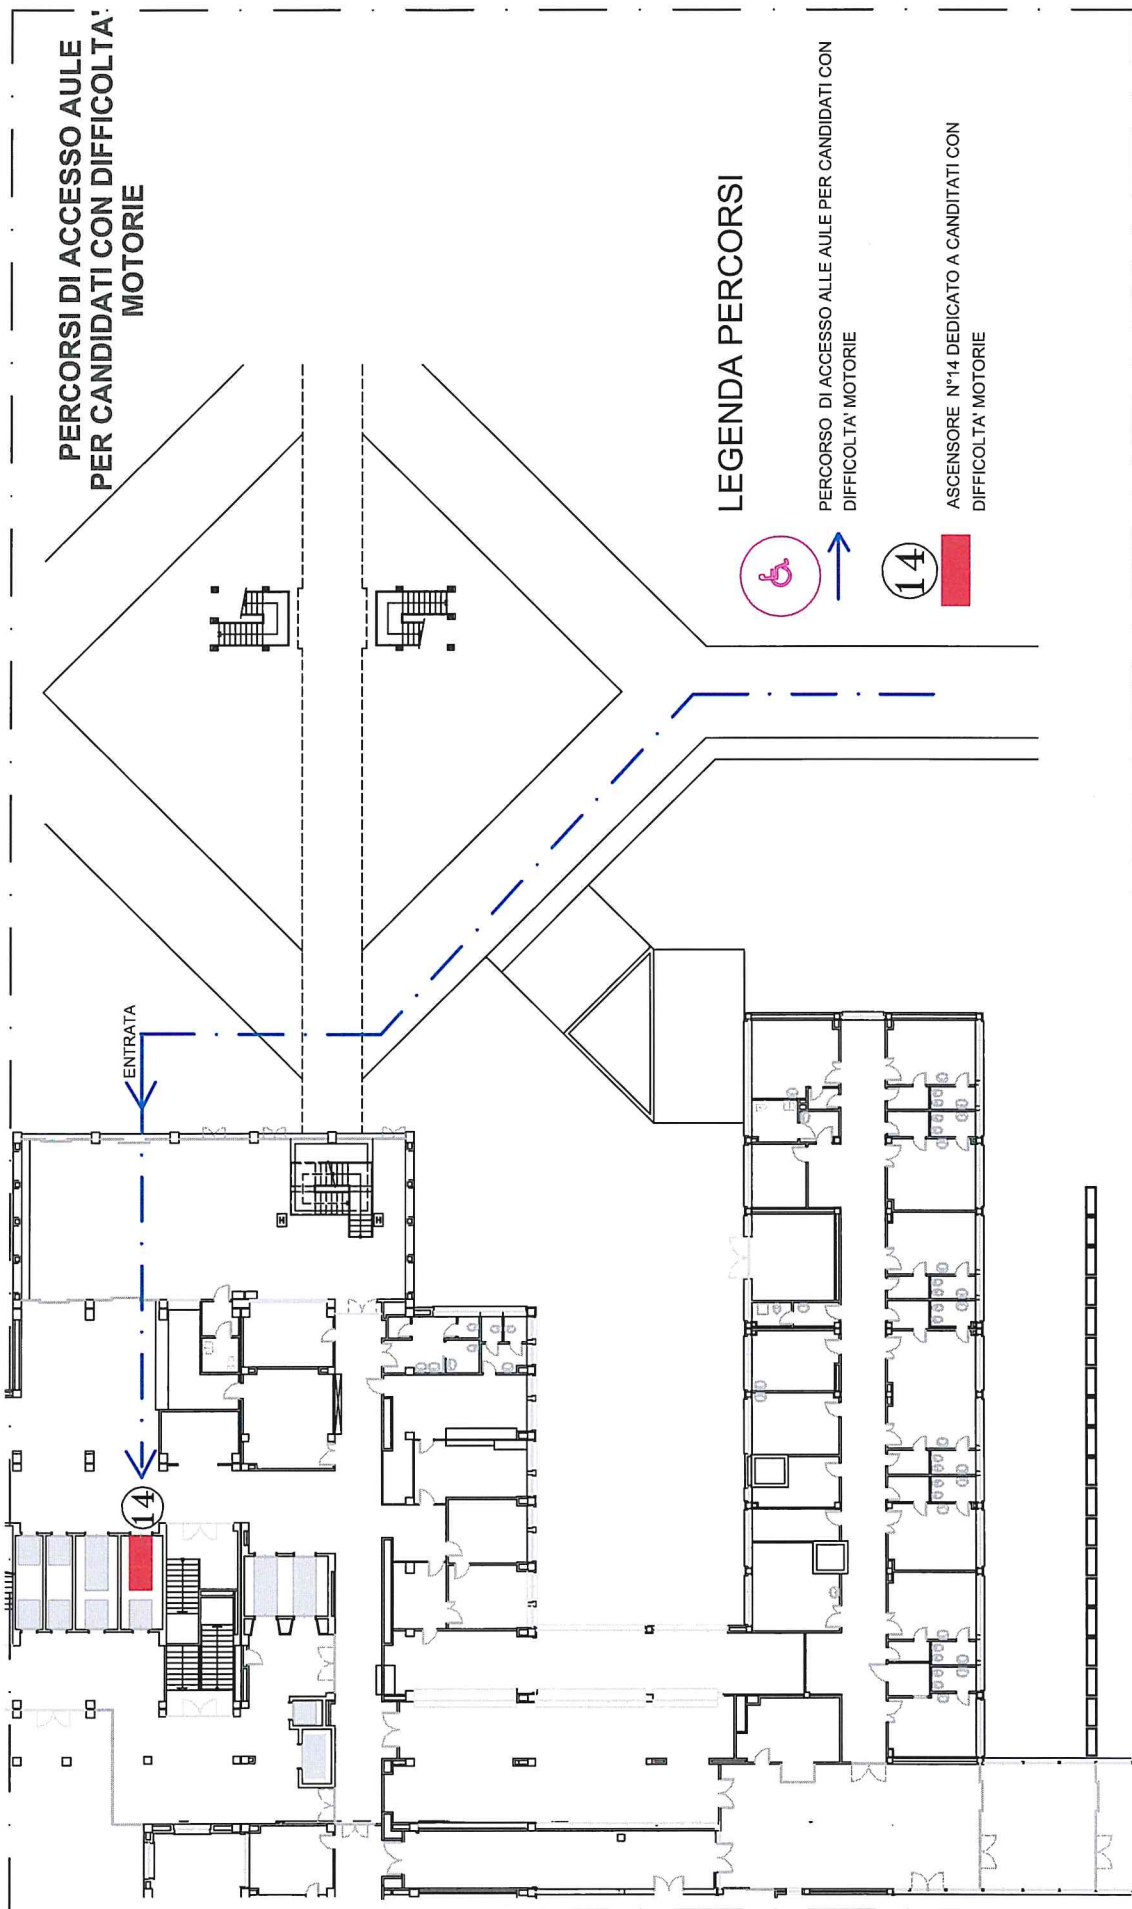 PERCORSI DI ACCESSO AULE
PER CANDIDATI CON DIFFICOLTA'
MOTORIE
LEGENDA PERCORSI
PERCORSO DI ACCESSO ALLE AULE PER CANDIDATI CON
DIFFICOLTA' MOTORIE
14
ASCENSORE N°14 DEDICATO A CANDITATI CON
DIFFICOLTA' MOTORIE
ENTRATA
14
H
H